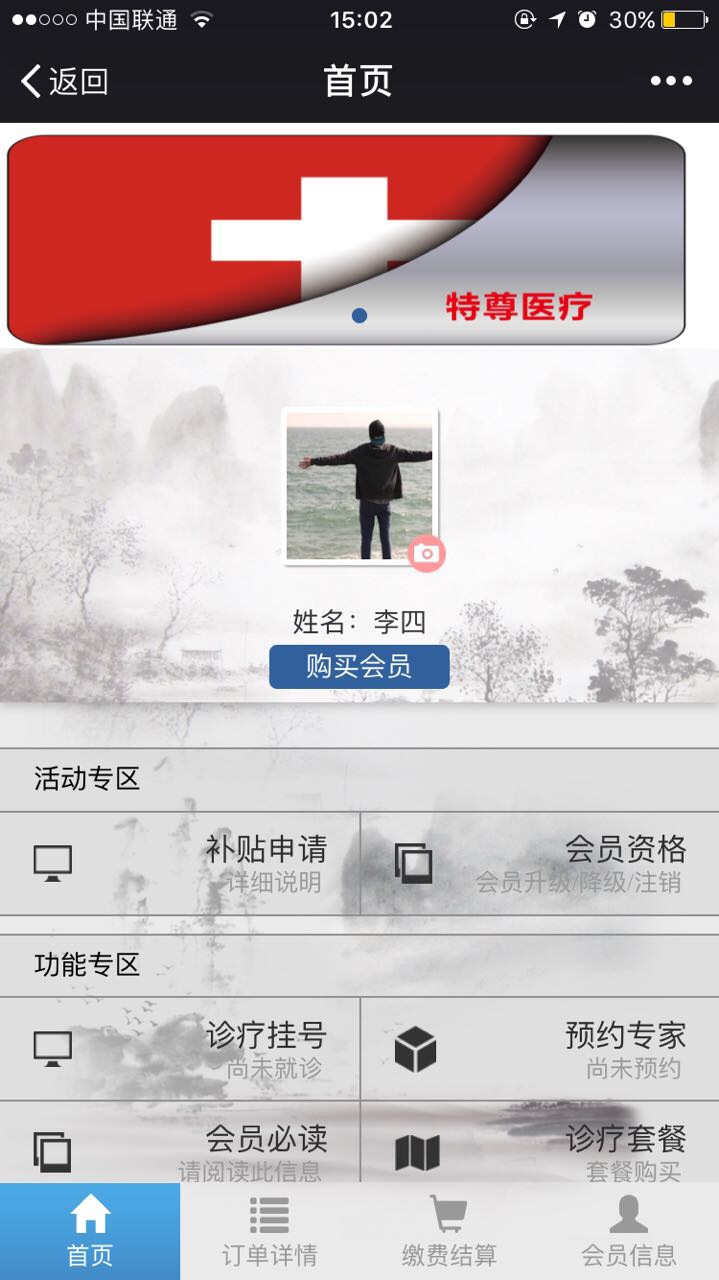 中国联通 15:02 30%
返回 首页
特尊医疗
姓名：李四
购买会员
活动专区
补贴申请 会员资格
详细说明 会员升级/降级/注销
功能专区
诊疗挂号 预约专家
尚未就诊 尚未预约
会员必读 诊疗套餐
请阅读此信息 套餐购买
首页 订单详情 缴费结算 会员信息